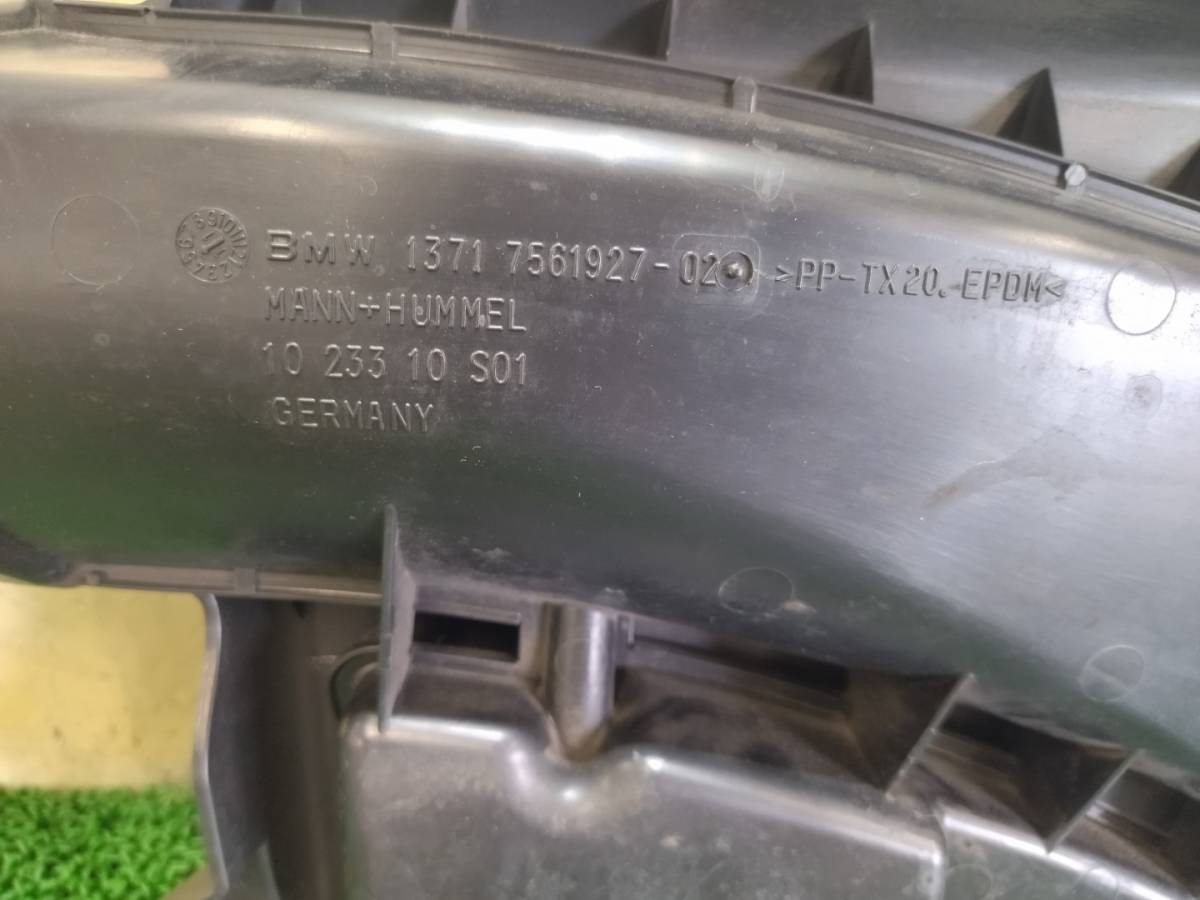 BMW 1371 7561927-02 >PP-TX20.EPDM<
MANN+HUMMEL
10 233 10 S01
GERMANY